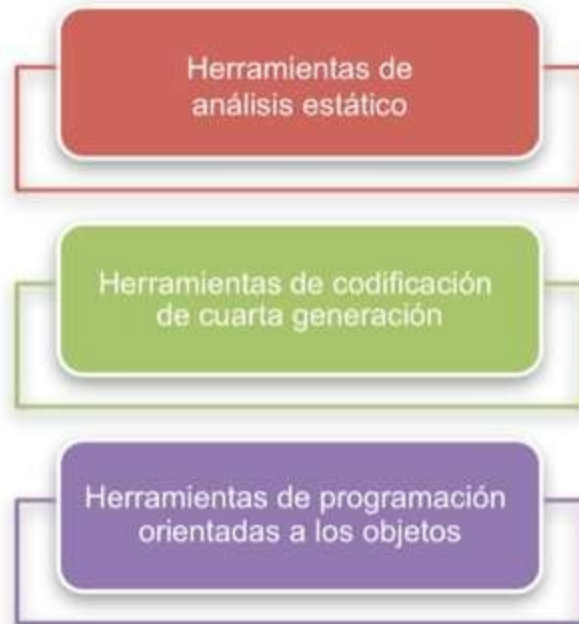 Herramientas de
análisis estático
Herramientas de codificación
de cuarta generación
Herramientas de programación
orientadas a los objetos